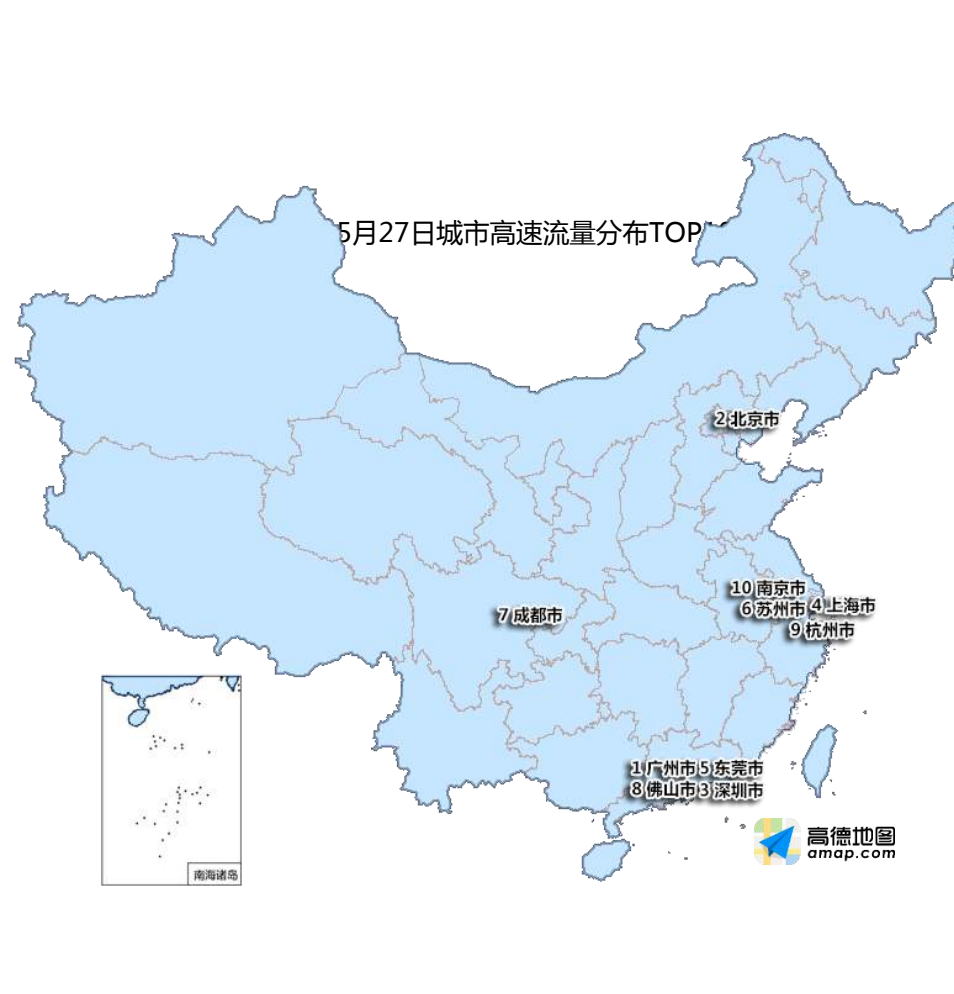 5月27日城市高速流量分布TOP
2 北京市
10 南京市
6 苏州市 4 上海市
9 杭州市
7 成都市
1 广州市 5 东莞市
8 佛山市 3 深圳市
高德地图
amap.com
南海诸岛